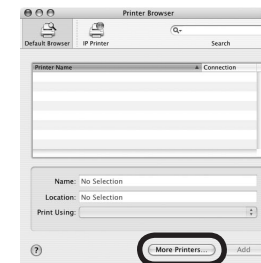 Printer Browser
Default Browser IP Printer Search
Printer Name Connection
Name: No Selection
Location: No Selection
Print Using:
? More Printers... Add